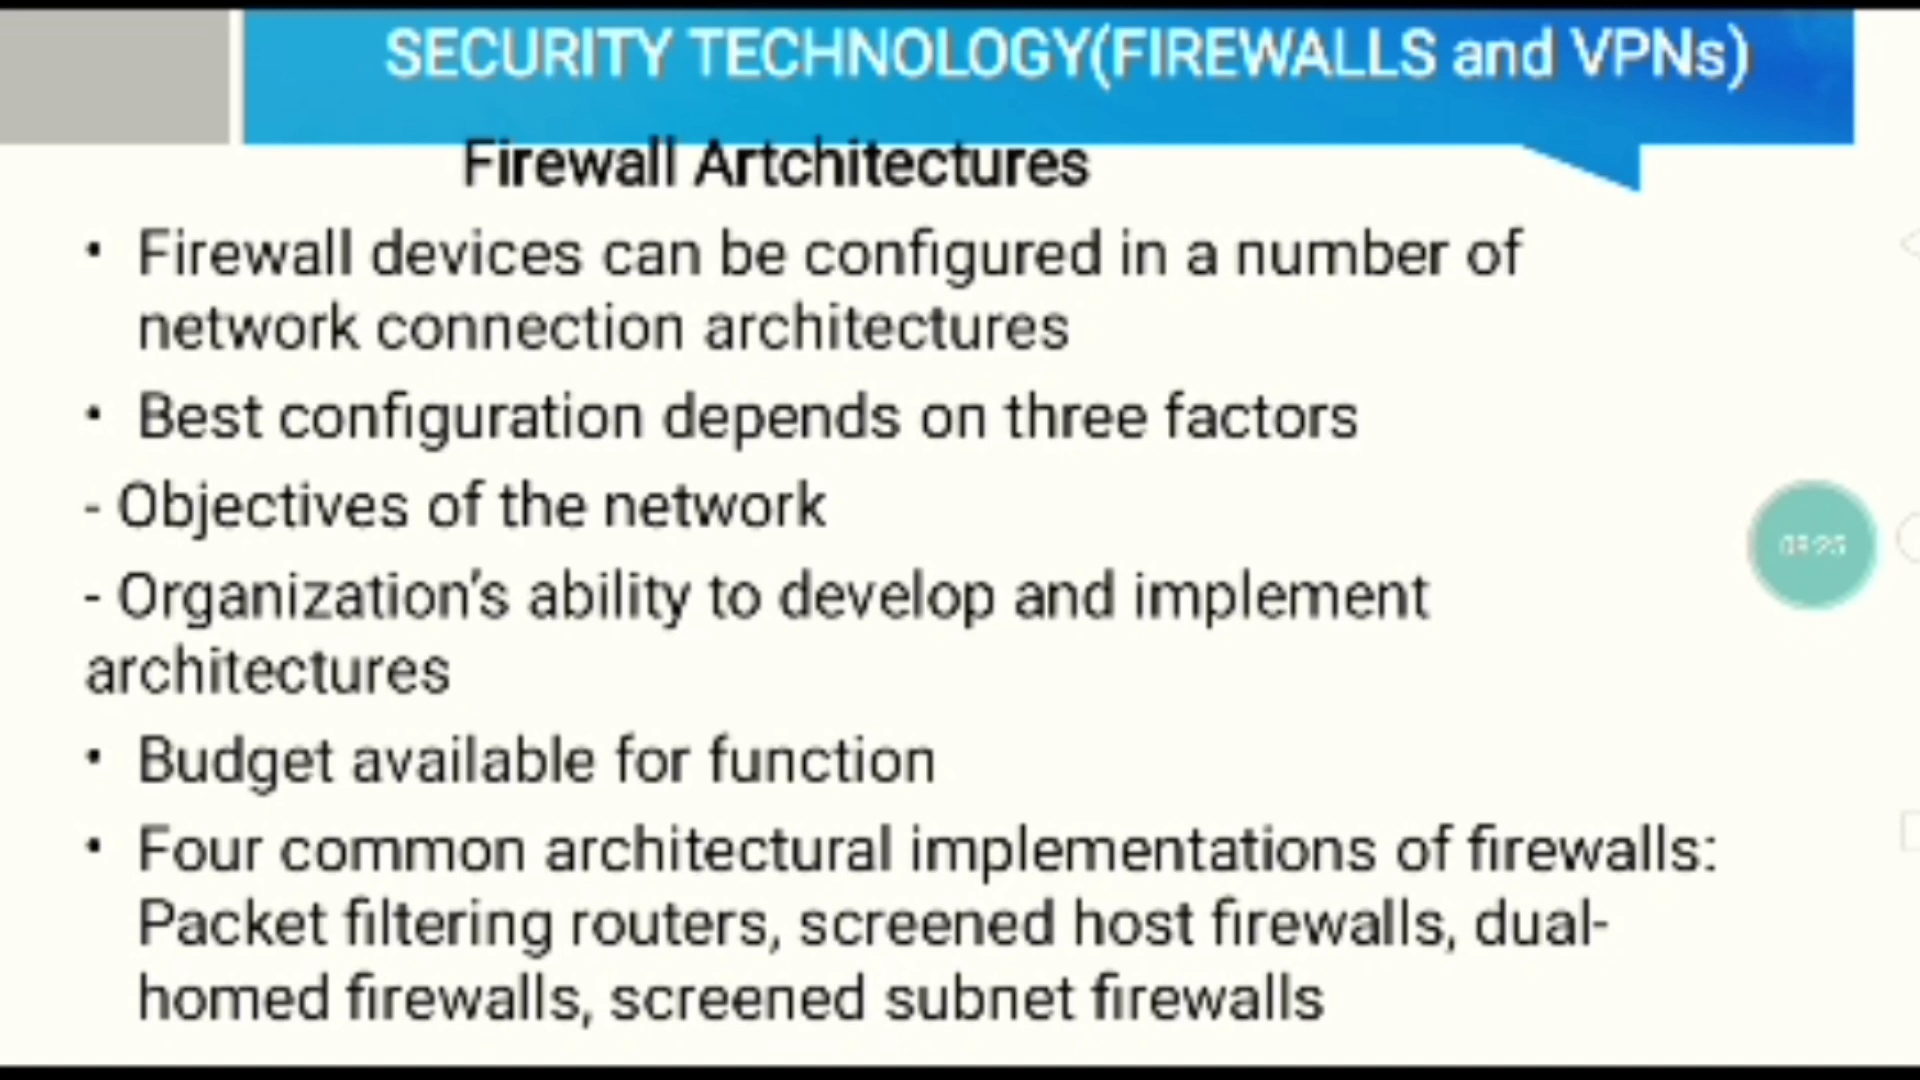 SECURITY TECHNOLOGY(FIREWALLS and VPNs)
Firewall Artchitectures
• Firewall devices can be configured in a number of
network connection architectures
• Best configuration depends on three factors
- Objectives of the network
- Organization's ability to develop and implement
architectures
• Budget available for function
• Four common architectural implementations of firewalls:
Packet filtering routers, screened host firewalls, dual-
homed firewalls, screened subnet firewalls